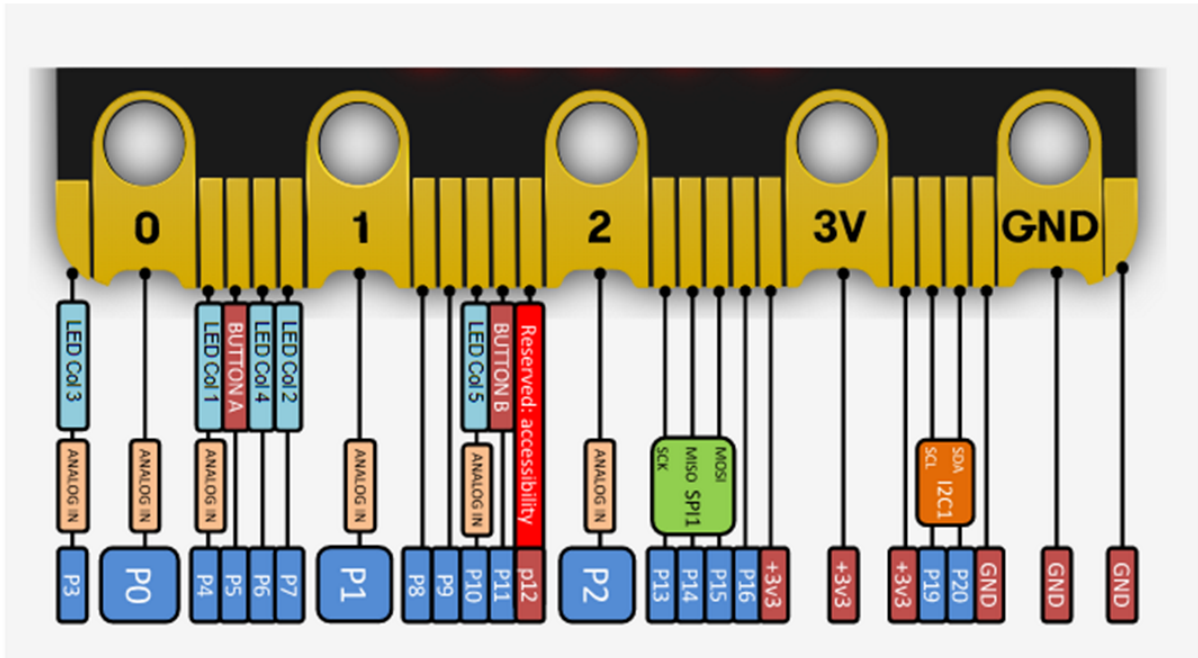 0
1
2
3V
GND
LED Col 3
LED Col 1
BUTTON A
LED Col 4
LED Col 2
LED Col 5
BUTTON B
Reserved: accessibility
ANALOG IN
ANALOG IN
ANALOG IN
ANALOG IN
ANALOG IN
ANALOG IN
SCK
MISO
MOSI
SPI1
SCL
SDA
I2C1
P3
P0
P4
P5
P6
P7
P1
P8
P9
P10
P11
p12
P2
P13
P14
P15
P16
+3v3
+3v3
+3v3
P19
P20
GND
GND
GND